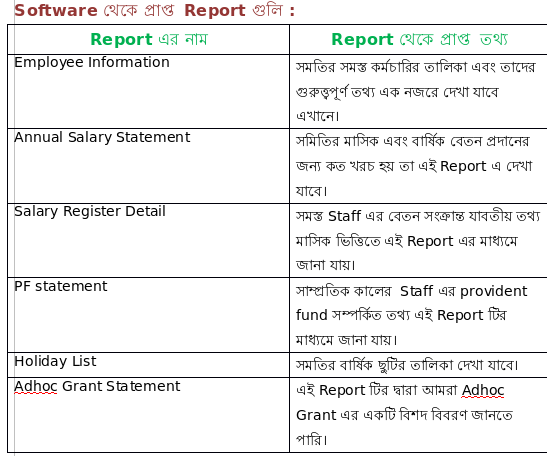 Software থেকে প্রাপ্ত Report গুলি :
Report এর নাম
Report থেকে প্রাপ্ত তথ্য
Employee Information
সমতির সমস্ত কর্মচারির তালিকা এবং তাদের
গুরুত্ত্বপূর্ণ তথ্য এক নজরে দেখা যাবে
এখানে।
Annual Salary Statement
সমিতির মাসিক এবং বার্ষিক বেতন প্রদানের
জন্য কত খরচ হয় তা এই Report এ দেখা
যাবে।
Salary Register Detail
সমস্ত Staff এর বেতন সংক্রান্ত যাবতীয় তথ্য
মাসিক ভিত্তিতে এই Report এর মাধ্যমে
জানা যায়।
PF statement
সাম্প্রতিক কালের Staff এর provident
fund সম্পর্কিত তথ্য এই Report টির
মাধ্যমে জানা যায়।
Holiday List
সমতির বার্ষিক ছুটির তালিকা দেখা যাবে।
Adhoc Grant Statement
এই Report টির দ্বারা আমরা Adhoc
Grant এর একটি বিশদ বিবরণ জানতে
পারি।